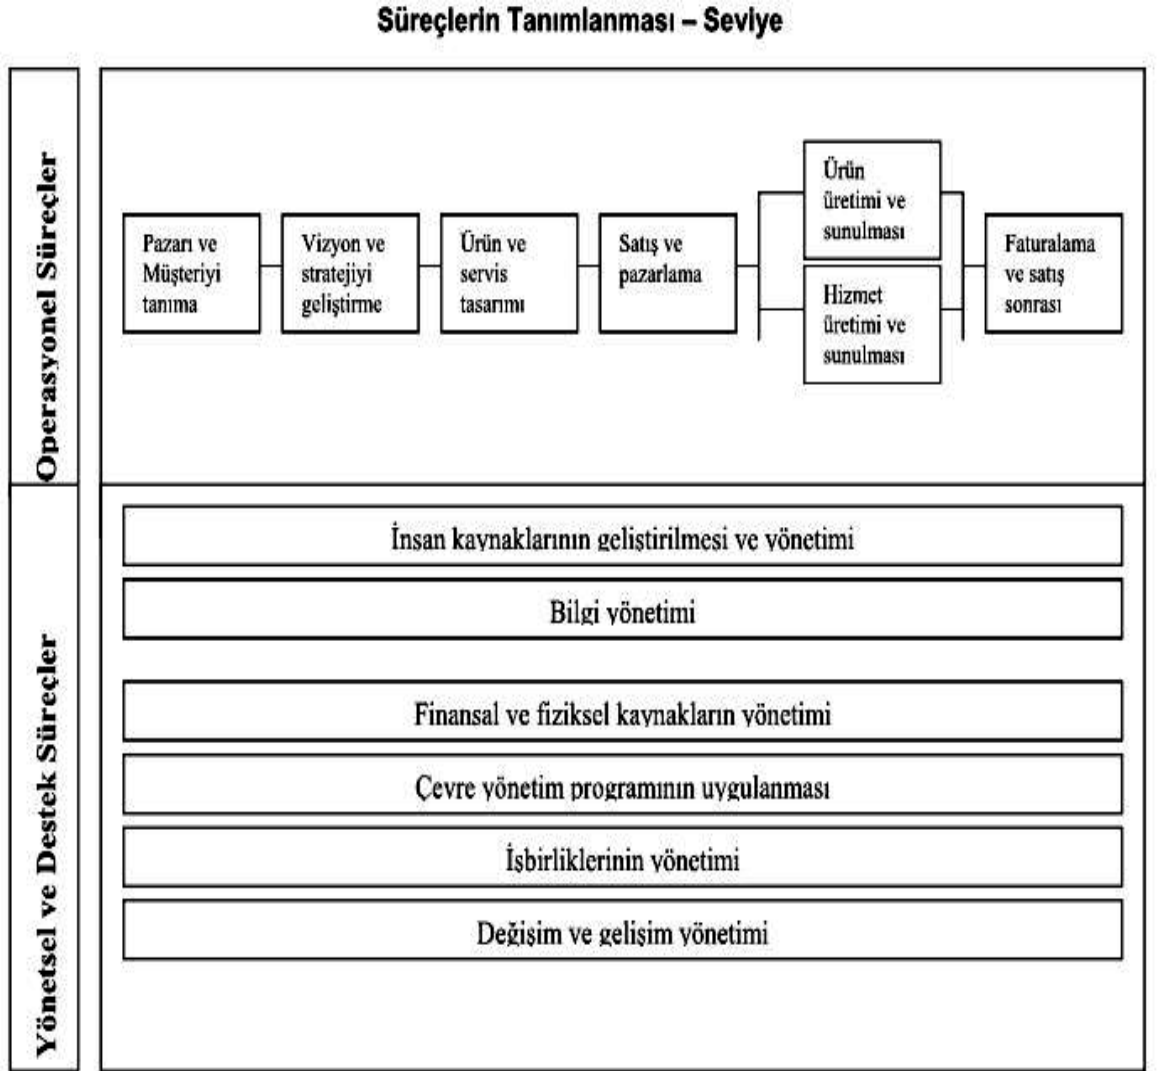 Süreçlerin Tanımlanması – Seviye
Operasyonel Süreçler
Pazarı ve
Müşteriyi
tanıma
Vizyon ve
stratejiyi
geliştirme
Ürün ve
servis
tasarımı
Satış ve
pazarlama
Ürün
üretimi ve
sunulması
Hizmet
üretimi ve
sunulması
Faturalama
ve satış
sonrası
Yönetsel ve Destek Süreçler
İnsan kaynaklarının geliştirilmesi ve yönetimi
Bilgi yönetimi
Finansal ve fiziksel kaynakların yönetimi
Çevre yönetim programının uygulanması
İşbirliklerinin yönetimi
Değişim ve gelişim yönetimi